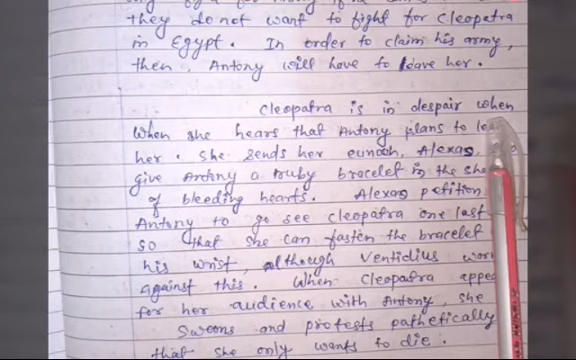 they do not want to fight for Cleopatra
in Egypt. In order to claim his army,
then, Antony will have to leave her.
Cleopatra is in despair when
When she hears that Antony plans to
her. She sends her eunoch, Alexas
give Antony a ruby bracelet in the
of bleeding hearts. Alexas petition
Antony to go see cleopatra one last
so that she can fasten the bracelet
his wrist, although Ventidius
against this. When Cleopatra
for her audience with Antony, she
Swoons and protests pathetically
that she only wants to die.